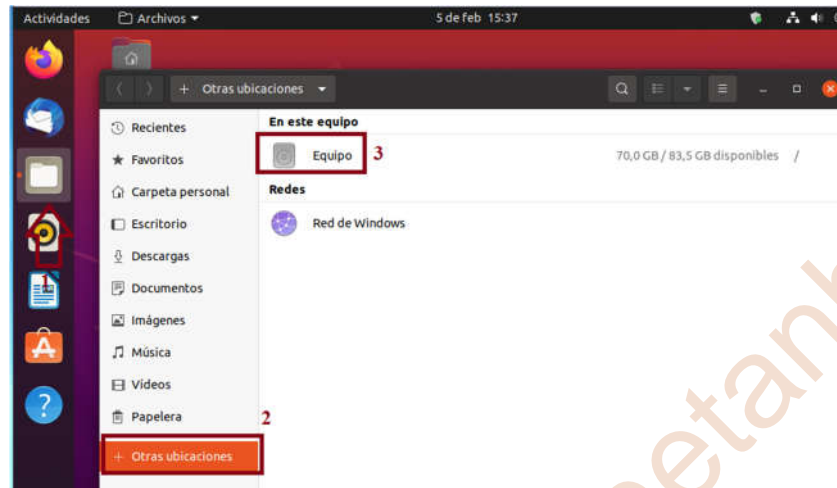 Actividades Archivos 5 de feb 15:37
+ Otras ubicaciones
Recientes
Favoritos
Carpeta personal
Escritorio
Descargas
Documentos
Imágenes
Música
Vídeos
Papelera
+ Otras ubicaciones
En este equipo
Equipo 3 70,0 GB / 83,5 GB disponibles /
Redes
Red de Windows
1
2